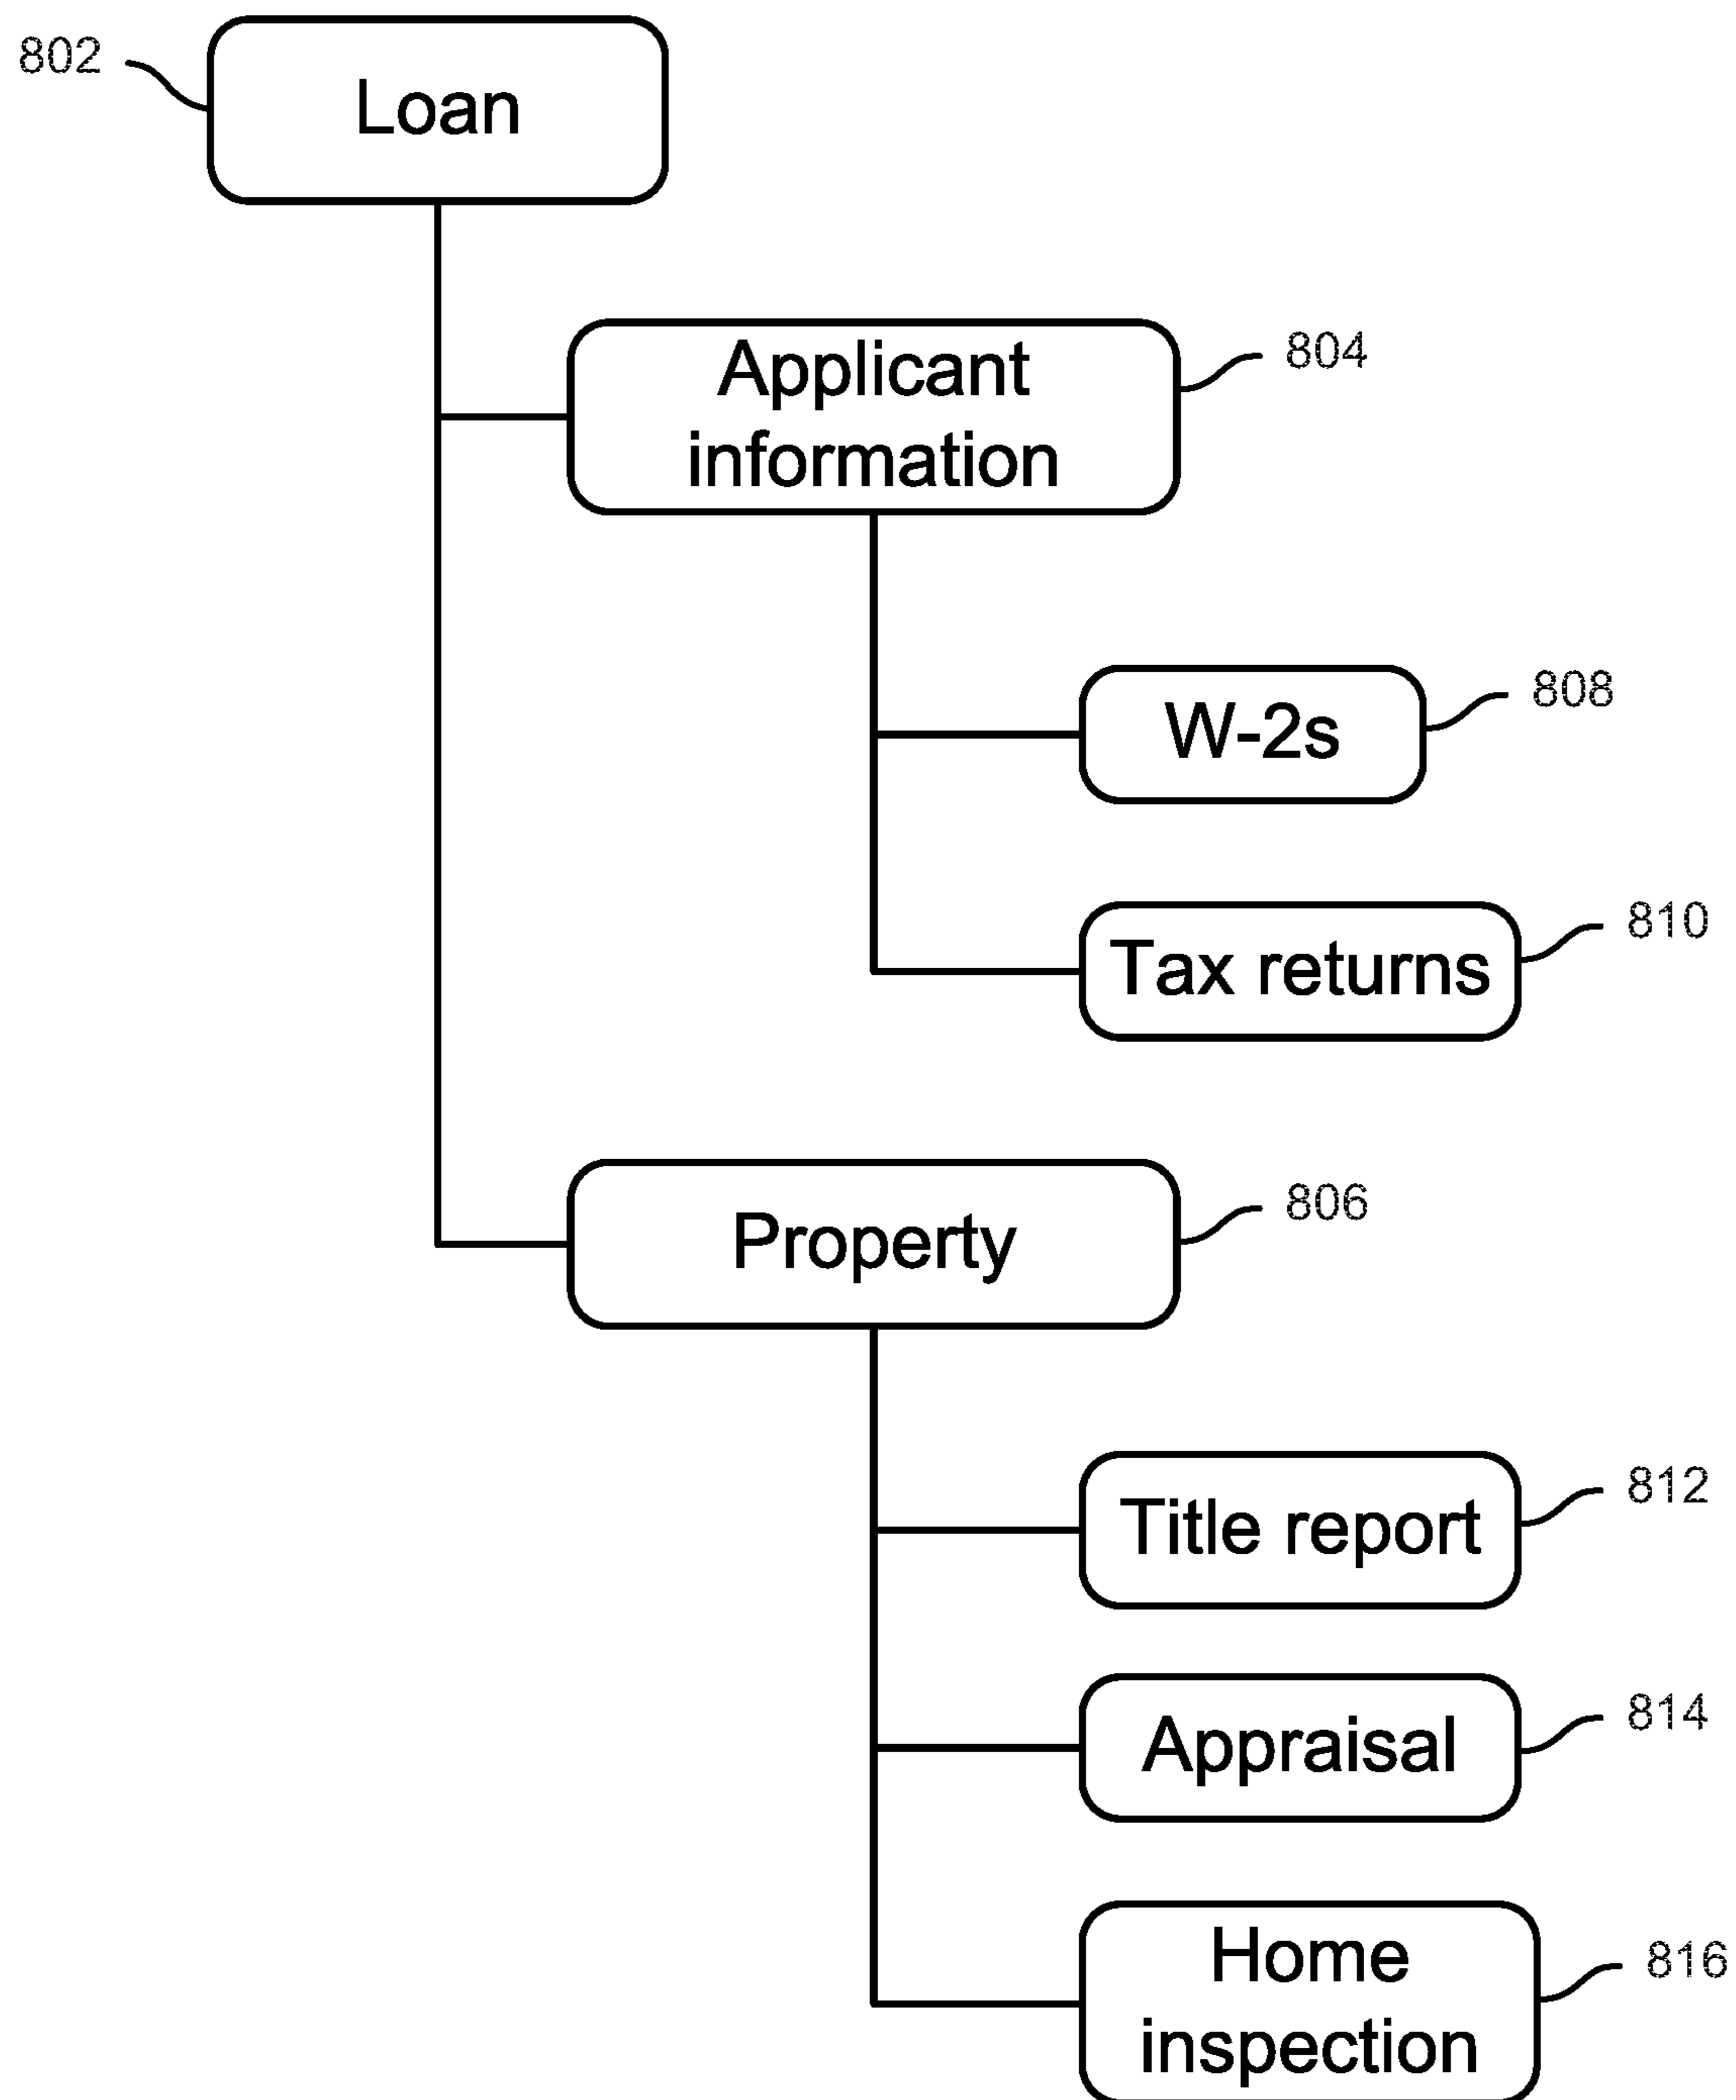 802
Loan
Applicant
information
804
W-2s
808
Tax returns
810
Property
806
Title report
812
Appraisal
814
Home
inspection
816